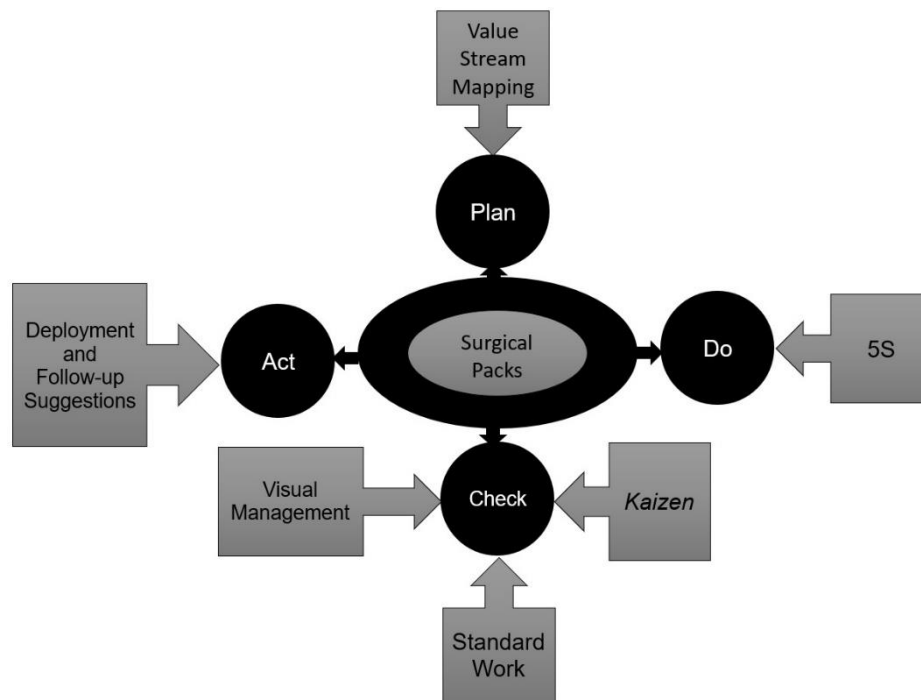 Value
Stream
Mapping
Plan
Deployment
and
Follow-up
Suggestions
Act
Surgical
Packs
Do
5S
Visual
Management
Check
Kaizen
Standard
Work